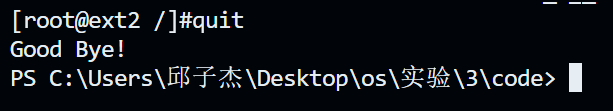 [root@ext2 /]#quit
Good Bye!
PS C:\Users\邱子杰\Desktop\os\实验\3\code>